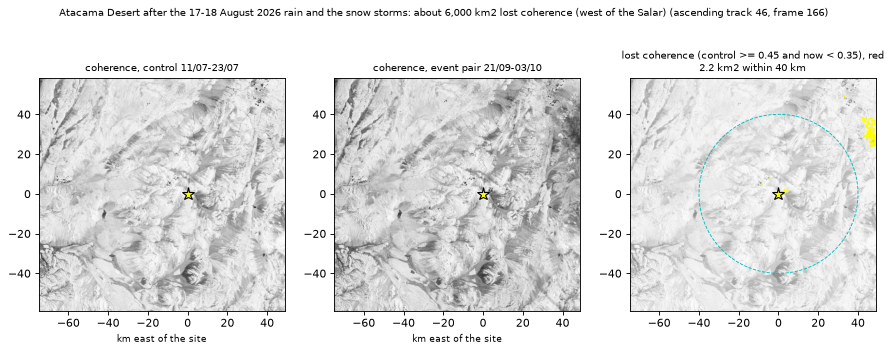 Atacama Desert after the 17-18 August 2026 rain and the snow storms: about 6,000 km2 lost coherence (west of the Salar) (ascending track 46, frame 166)
coherence, control 11/07-23/07
coherence, event pair 21/09-03/10
lost coherence (control >= 0.45 and now < 0.35), red
2.2 km2 within 40 km
40
20
0
−20
−40
−60 −40 −20 0 20 40
km east of the site
40
20
0
−20
−40
−60 −40 −20 0 20 40
km east of the site
40
20
0
−20
−40
−60 −40 −20 0 20 40